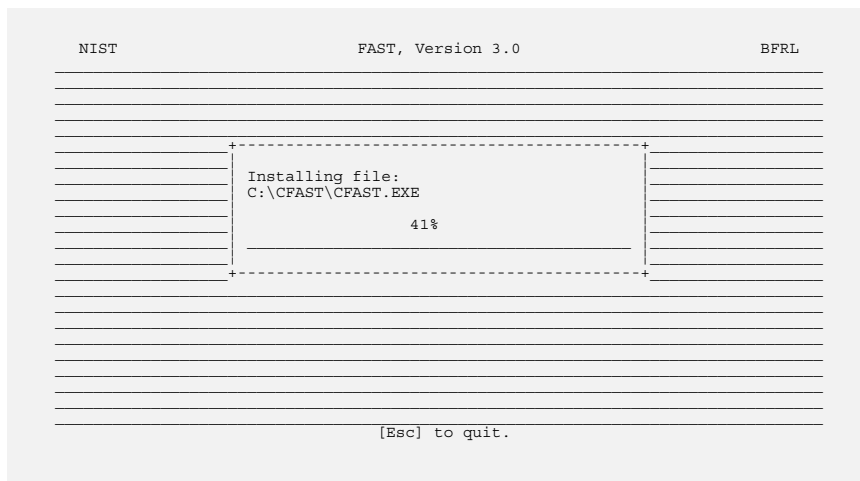 NIST FAST, Version 3.0 BFRL
Installing file:
C:\CFAST\CFAST.EXE
41%
[Esc] to quit.